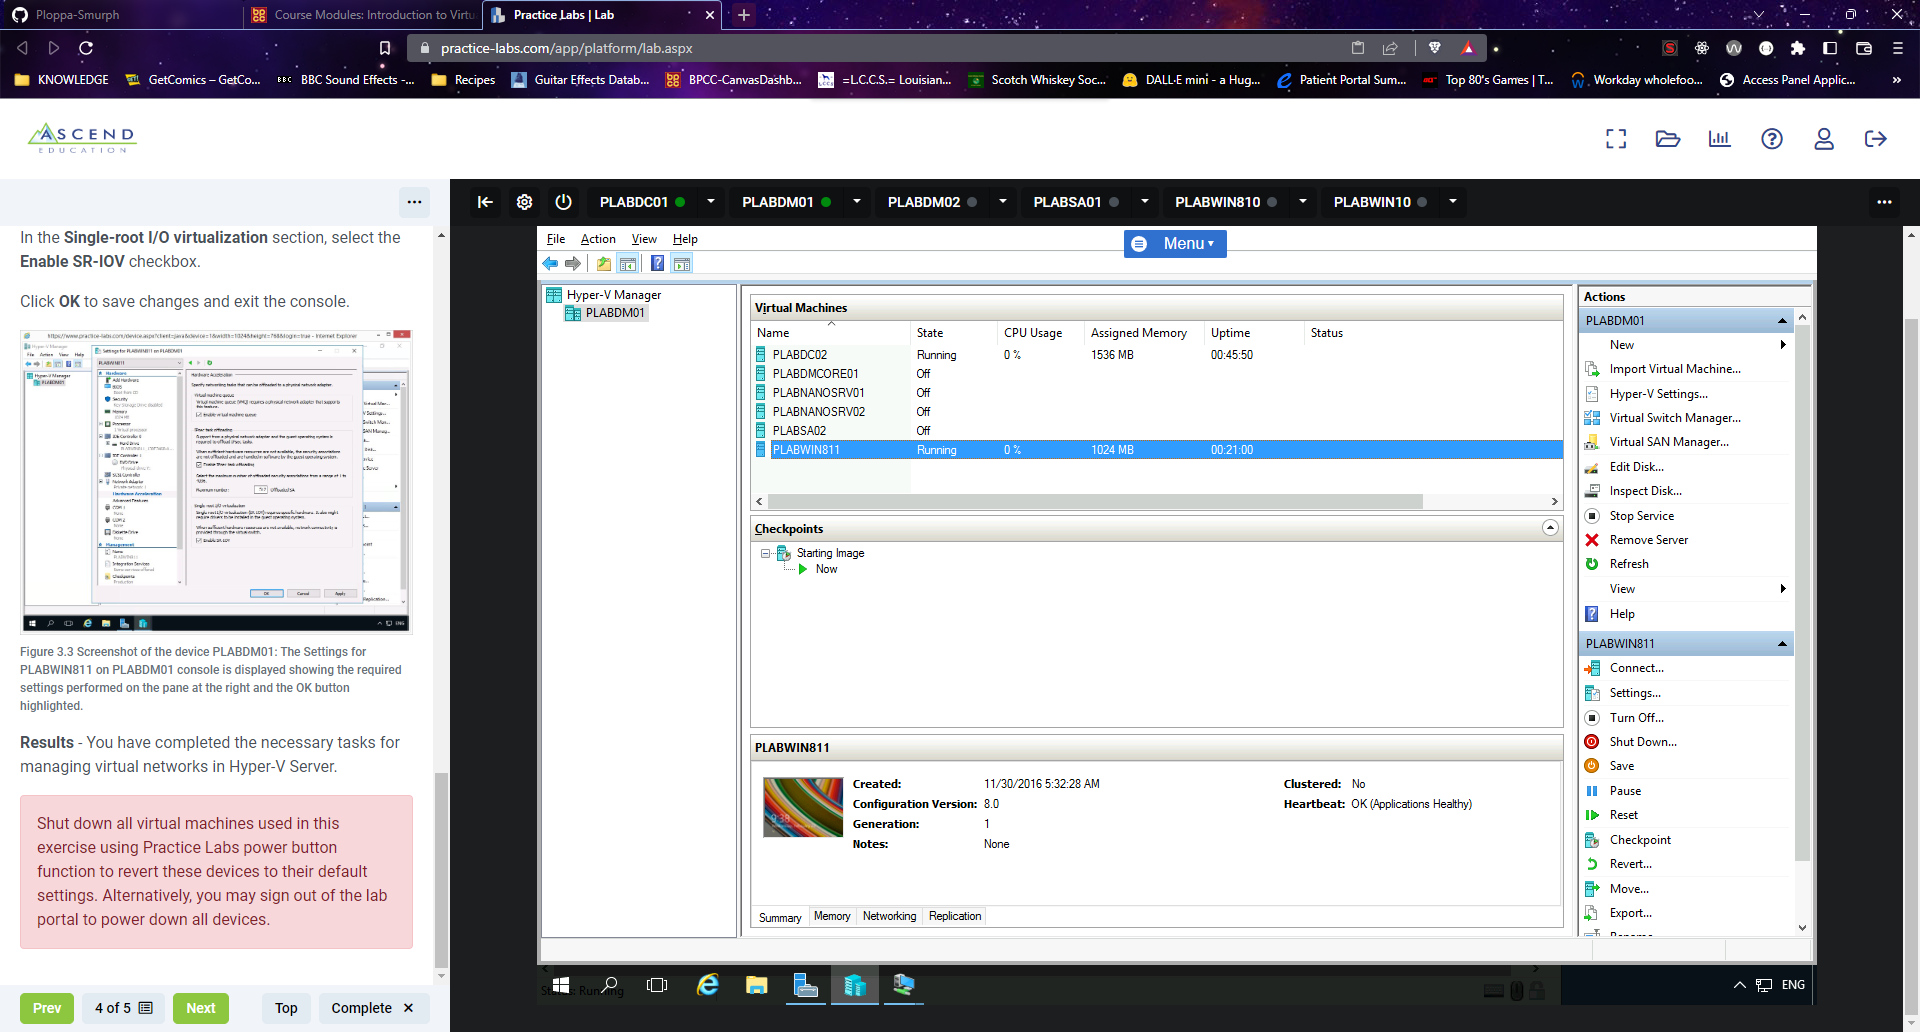 Ploppa-Smurph
Course Modules: Introduction to Virtu
Practice Labs | Lab
practice-labs.com/app/platform/lab.aspx
KNOWLEDGE
GetComics – GetCo...
BBC Sound Effects -...
Recipes
Guitar Effects Datab...
BPCC-CanvasDashb...
=L.C.C.S.= Louisian...
Scotch Whiskey Soc...
DALL·E mini - a Hug...
Patient Portal Sum...
Top 80's Games | T...
Workday wholefoo...
Access Panel Applic...
ASCEND
EDUCATION
PLABDC01
PLABDM01
PLABDM02
PLABSA01
PLABWIN810
PLABWIN10
In the Single-root I/O virtualization section, select the
Enable SR-IOV checkbox.
Click OK to save changes and exit the console.
Figure 3.3 Screenshot of the device PLABDM01: The Settings for
PLABWIN811 on PLABDM01 console is displayed showing the required
settings performed on the pane at the right and the OK button
highlighted.
Results - You have completed the necessary tasks for
managing virtual networks in Hyper-V Server.
Shut down all virtual machines used in this
exercise using Practice Labs power button
function to revert these devices to their default
settings. Alternatively, you may sign out of the lab
portal to power down all devices.
Prev
4 of 5
Next
Top
Complete
File Action View Help
Menu
Hyper-V Manager
PLABDM01
Virtual Machines
Name State CPU Usage Assigned Memory Uptime Status
PLABDC02 Running 0 % 1536 MB 00:45:50
PLABDMCORE01 Off
PLABNANOSRV01 Off
PLABNANOSRV02 Off
PLABSA02 Off
PLABWIN811 Running 0 % 1024 MB 00:21:00
Checkpoints
Starting Image
Now
PLABWIN811
Created: 11/30/2016 5:32:28 AM Clustered: No
Configuration Version: 8.0 Heartbeat: OK (Applications Healthy)
Generation: 1
Notes: None
Summary Memory Networking Replication
Actions
PLABDM01
New
Import Virtual Machine...
Hyper-V Settings...
Virtual Switch Manager...
Virtual SAN Manager...
Edit Disk...
Inspect Disk...
Stop Service
Remove Server
Refresh
View
Help
PLABWIN811
Connect...
Settings...
Turn Off...
Shut Down...
Save
Pause
Reset
Checkpoint
Revert...
Move...
Export...
ENG